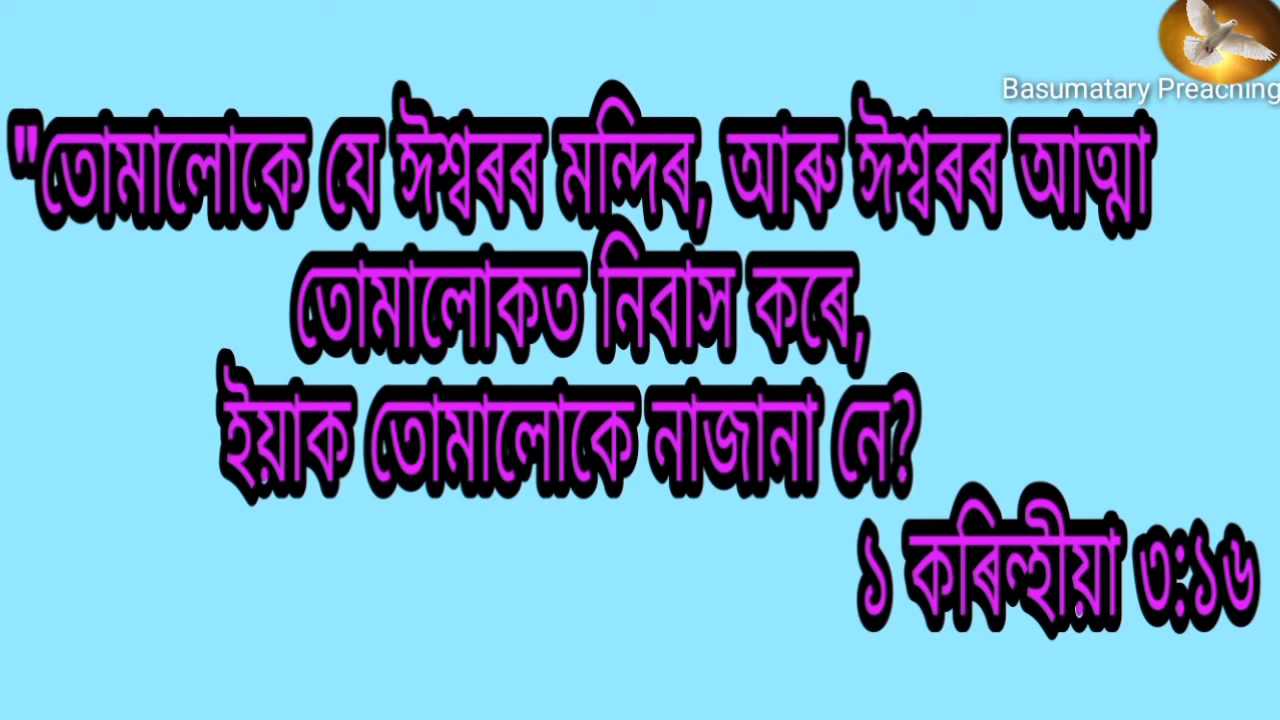 Basumatary Preaching
"তোমালোকে যে ঈশ্বৰৰ মন্দিৰ, আৰু ঈশ্বৰৰ আত্মা
তোমালোকত নিবাস কৰে,
ইয়াক তোমালোকে নাজানা নে?
১ কৰিন্হীয়া ৩:১৬